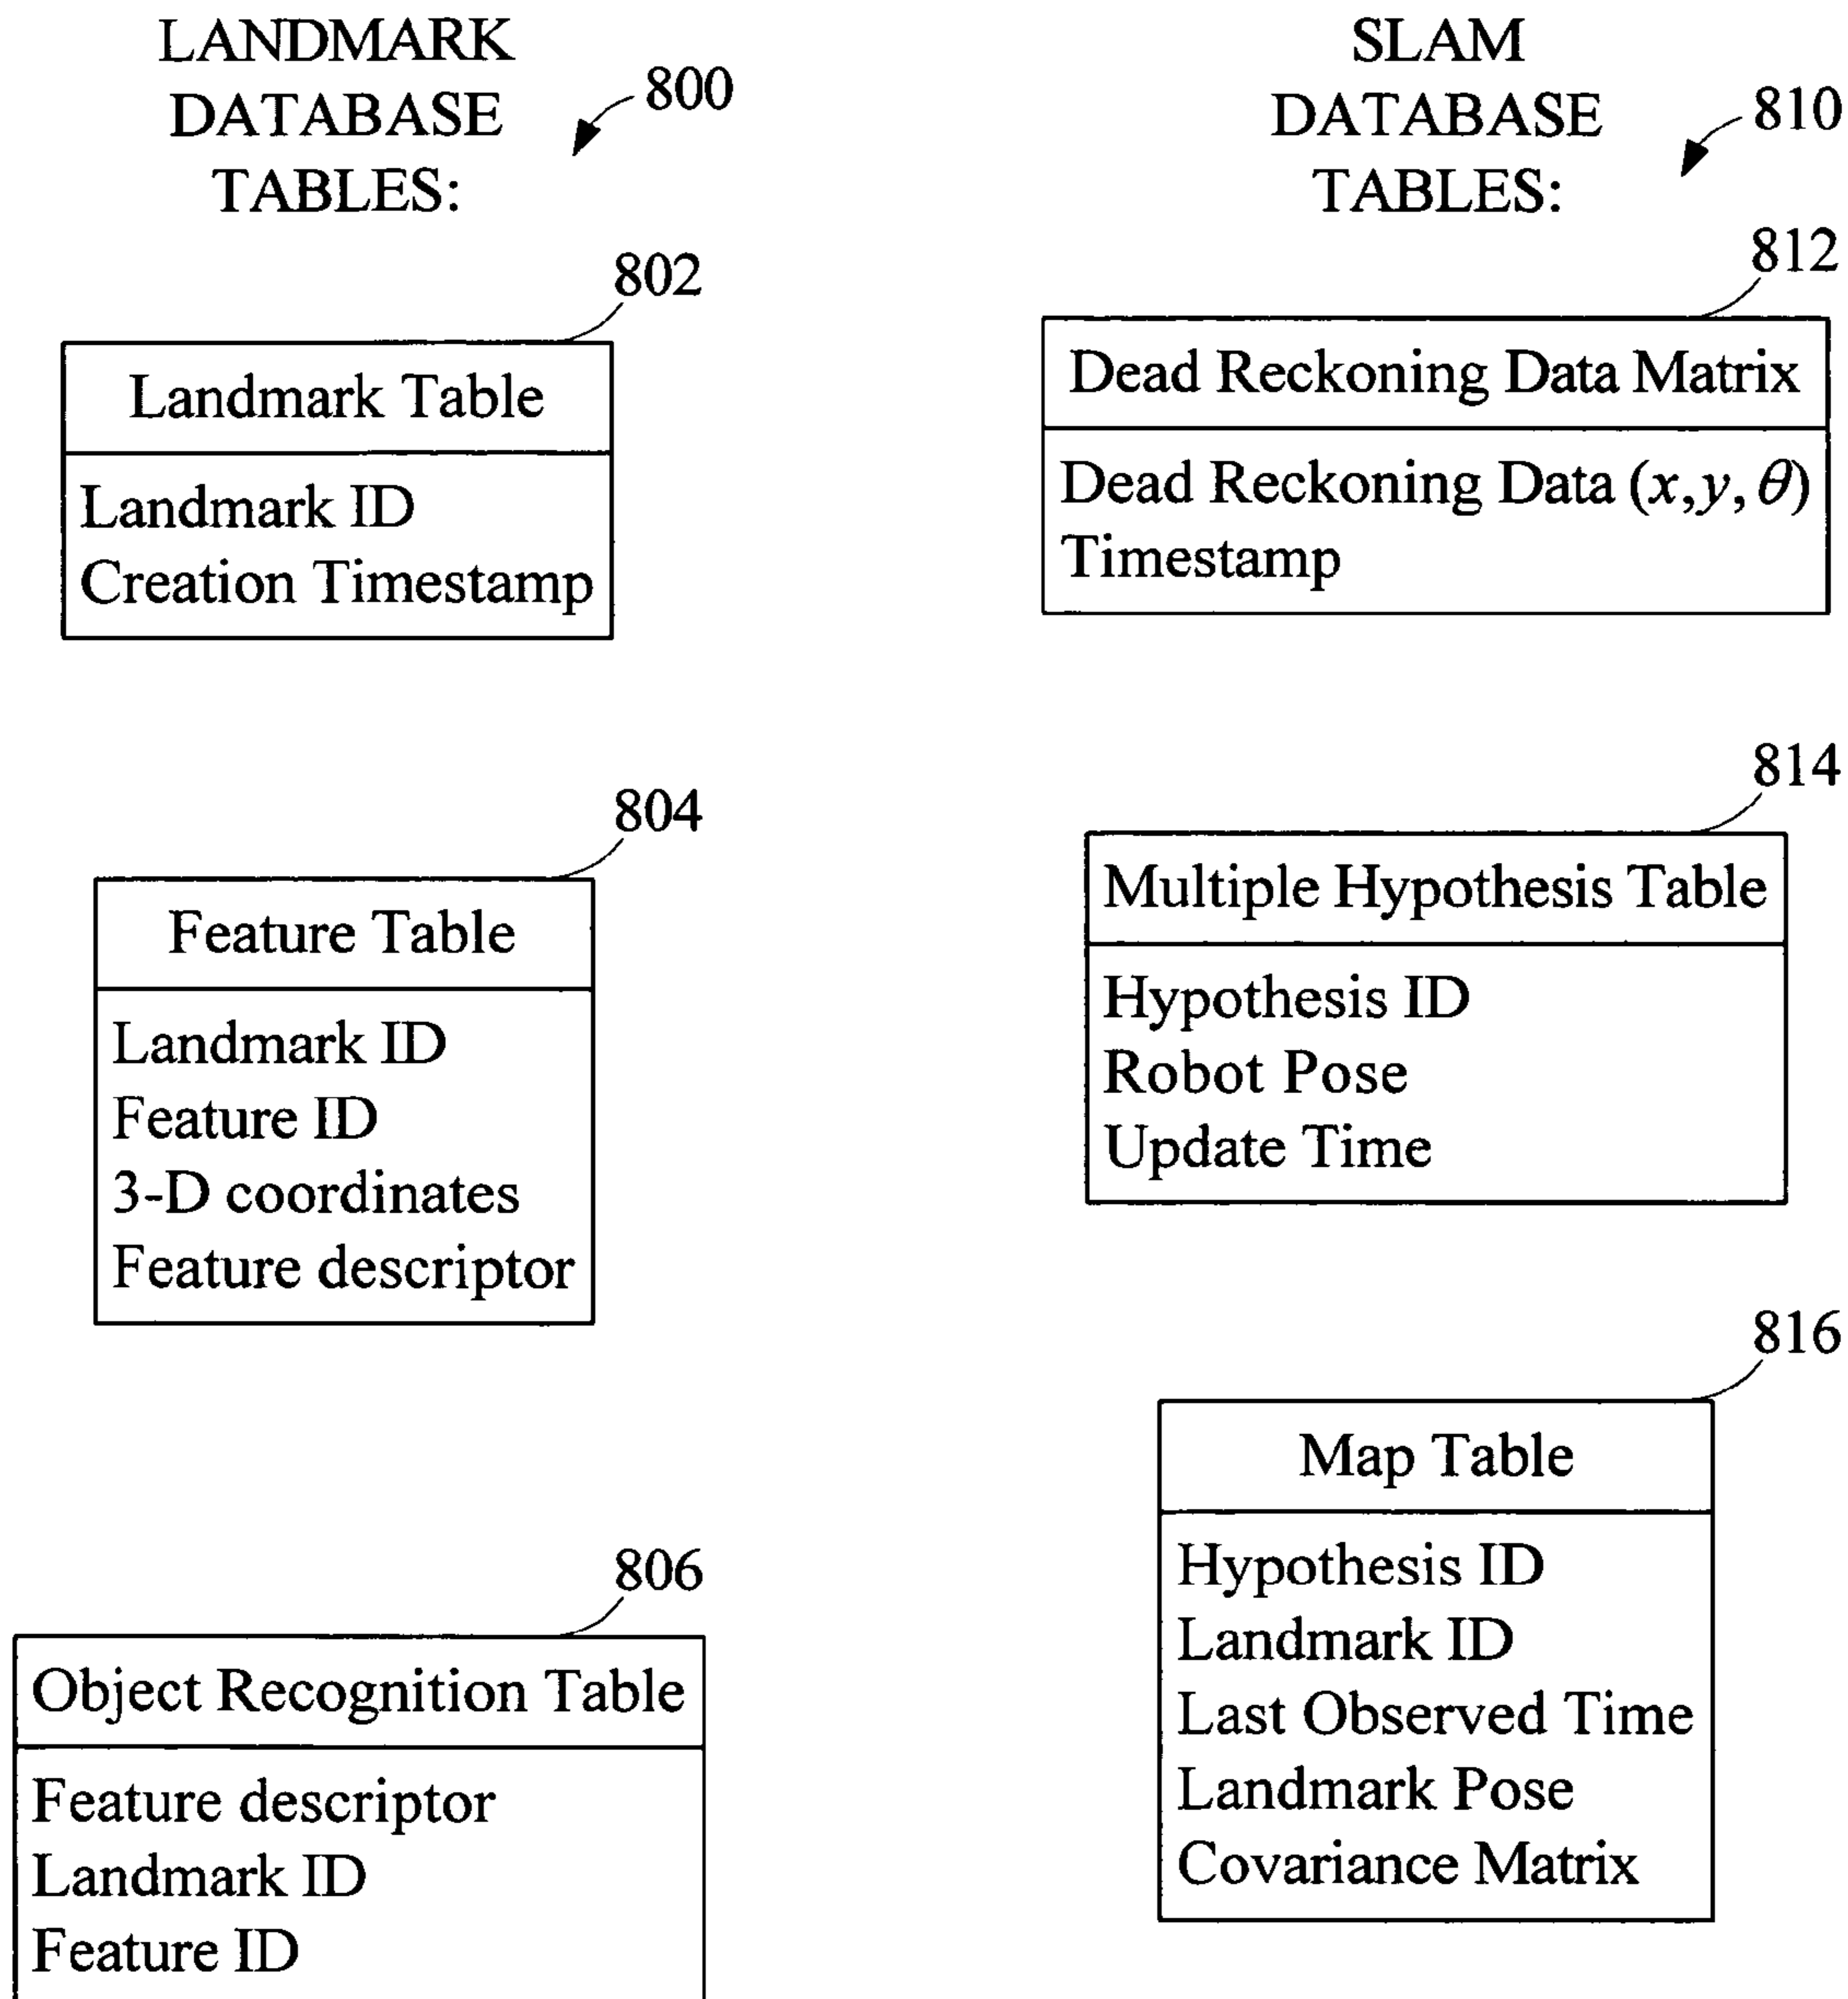 LANDMARK
DATABASE
TABLES:
800
802
Landmark Table
Landmark ID
Creation Timestamp
804
Feature Table
Landmark ID
Feature ID
3-D coordinates
Feature descriptor
806
Object Recognition Table
Feature descriptor
Landmark ID
Feature ID
SLAM
DATABASE
TABLES:
810
812
Dead Reckoning Data Matrix
Dead Reckoning Data (x,y,θ)
Timestamp
814
Multiple Hypothesis Table
Hypothesis ID
Robot Pose
Update Time
816
Map Table
Hypothesis ID
Landmark ID
Last Observed Time
Landmark Pose
Covariance Matrix